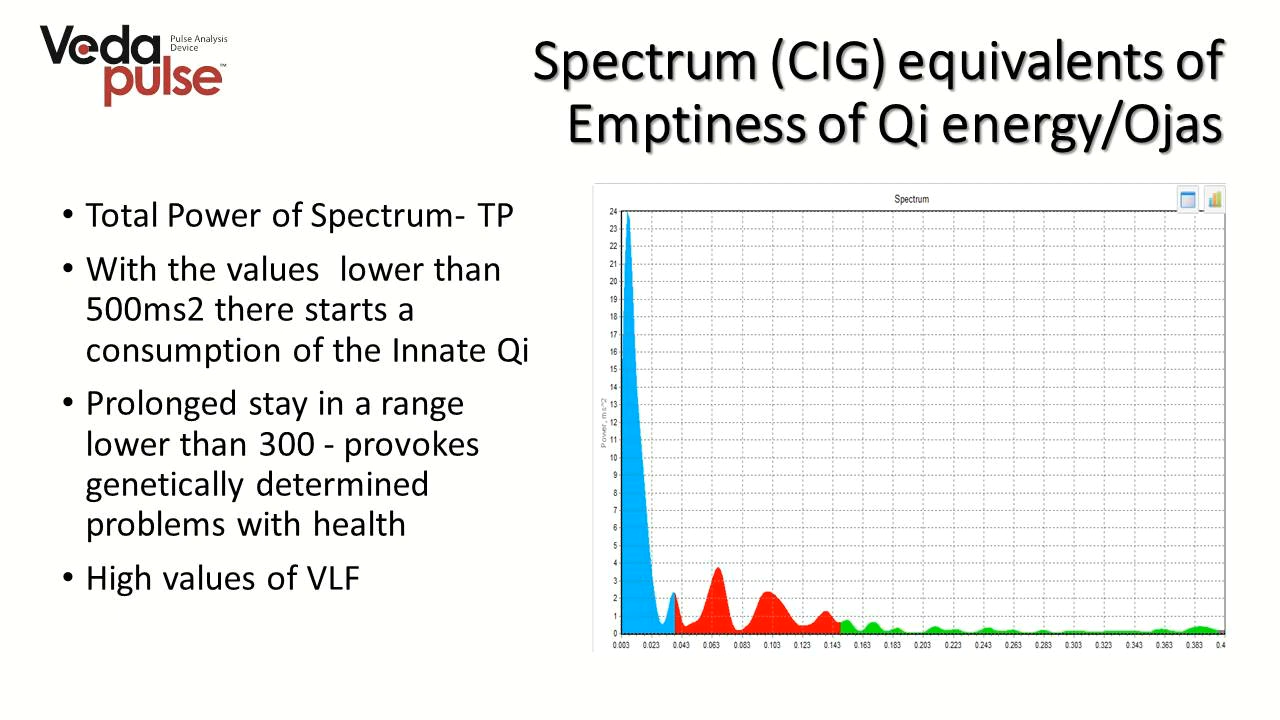 Veda
Pulse Analysis
Device
pulse™
Spectrum (CIG) equivalents of
Emptiness of Qi energy/Ojas
• Total Power of Spectrum- TP
• With the values lower than
500ms2 there starts a
consumption of the Innate Qi
• Prolonged stay in a range
lower than 300 - provokes
genetically determined
problems with health
• High values of VLF
Spectrum
Power, ms^2
24
23
22
21
20
19
18
17
16
15
14
13
12
11
10
9
8
7
6
5
4
3
2
1
0
0.003 0.023 0.043 0.063 0.083 0.103 0.123 0.143 0.163 0.183 0.203 0.223 0.243 0.263 0.283 0.303 0.323 0.343 0.363 0.383 0.4